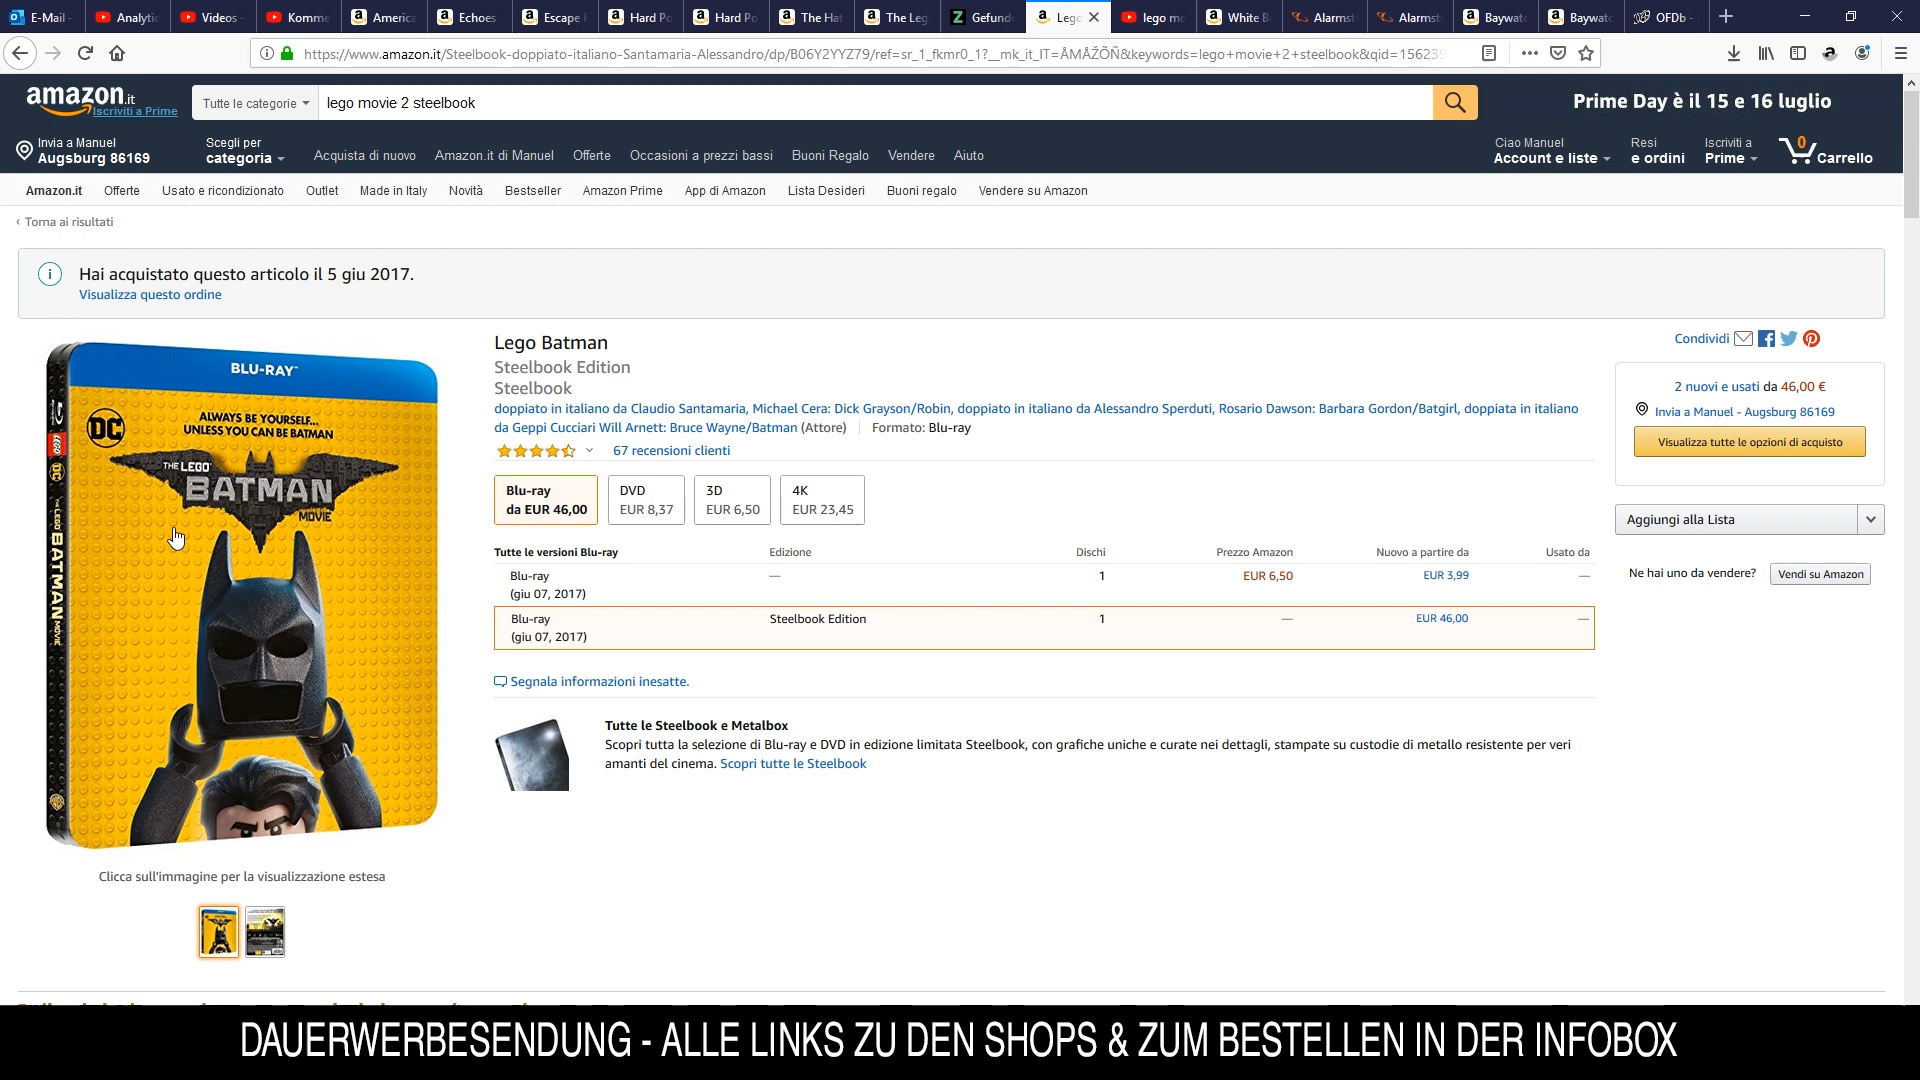 E-Mail
Analytic
Videos -
Komme
America
Echoes
Escape
Hard Po
Hard Po
The Hat
The Leg
Gefund
Lego
lego mo
White B
Alarmst
Alarmst
Baywat
Baywat
OFDb -
https://www.amazon.it/Steelbook-doppiato-italiano-Santamaria-Alessandro/dp/B06Y2YYZ79/ref=sr_1_fkmr0_1?__mk_it_IT=ÅMÅŽÕÑ&keywords=lego+movie+2+steelbook&qid=156239
amazon.it
Iscriviti a Prime
Tutte le categorie
lego movie 2 steelbook
Prime Day è il 15 e 16 luglio
Invia a Manuel
Augsburg 86169
Scegli per
categoria
Acquista di nuovo
Amazon.it di Manuel
Offerte
Occasioni a prezzi bassi
Buoni Regalo
Vendere
Aiuto
Ciao Manuel
Account e liste
Resi
e ordini
Iscriviti a
Prime
0
Carrello
Amazon.it
Offerte
Usato e ricondizionato
Outlet
Made in Italy
Novità
Bestseller
Amazon Prime
App di Amazon
Lista Desideri
Buoni regalo
Vendere su Amazon
‹ Torna ai risultati
Hai acquistato questo articolo il 5 giu 2017.
Visualizza questo ordine
BLU-RAY™
DC
ALWAYS BE YOURSELF...
UNLESS YOU CAN BE BATMAN
THE LEGO
BATMAN
MOVIE
LEGO
DC
THE LEGO BATMAN MOVIE
Clicca sull'immagine per la visualizzazione estesa
Lego Batman
Steelbook Edition
Steelbook
doppiato in italiano da Claudio Santamaria, Michael Cera: Dick Grayson/Robin, doppiato in italiano da Alessandro Sperduti, Rosario Dawson: Barbara Gordon/Batgirl, doppiata in italiano
da Geppi Cucciari Will Arnett: Bruce Wayne/Batman (Attore) Formato: Blu-ray
67 recensioni clienti
Blu-ray
da EUR 46,00
DVD
EUR 8,37
3D
EUR 6,50
4K
EUR 23,45
Tutte le versioni Blu-ray Edizione Dischi Prezzo Amazon Nuovo a partire da Usato da
Blu-ray — 1 EUR 6,50 EUR 3,99 —
(giu 07, 2017)
Blu-ray Steelbook Edition 1 — EUR 46,00 —
(giu 07, 2017)
Segnala informazioni inesatte.
Tutte le Steelbook e Metalbox
Scopri tutta la selezione di Blu-ray e DVD in edizione limitata Steelbook, con grafiche uniche e curate nei dettagli, stampate su custodie di metallo resistente per veri
amanti del cinema. Scopri tutte le Steelbook
Condividi
2 nuovi e usati da 46,00 €
Invia a Manuel - Augsburg 86169
Visualizza tutte le opzioni di acquisto
Aggiungi alla Lista
Ne hai uno da vendere?
Vendi su Amazon
DAUERWERBESENDUNG - ALLE LINKS ZU DEN SHOPS & ZUM BESTELLEN IN DER INFOBOX